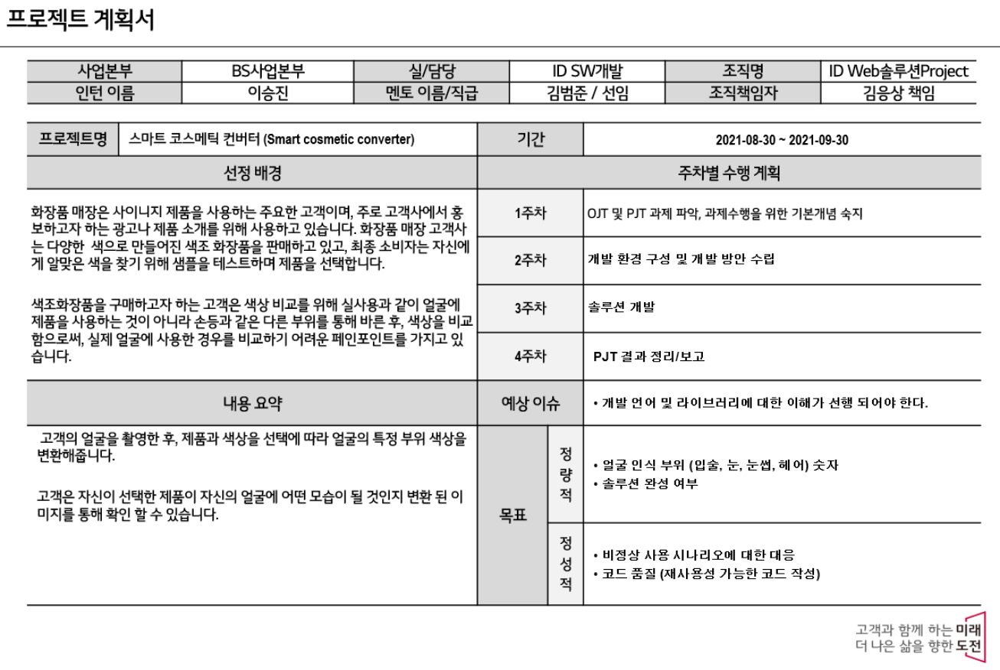 프로젝트 계획서
사업본부 BS사업본부 실/담당 ID SW개발 조직명 ID Web솔루션Project
인턴 이름 이승진 멘토 이름/직급 김범준 / 선임 조직책임자 김응상 책임
프로젝트명 스마트 코스메틱 컨버터 (Smart cosmetic converter) 기간 2021-08-30 ~ 2021-09-30
선정 배경
화장품 매장은 사이니지 제품을 사용하는 주요한 고객이며, 주로 고객사에서 홍
보하고자 하는 광고나 제품 소개를 위해 사용하고 있습니다. 화장품 매장 고객사
는 다양한 색으로 만들어진 색조 화장품을 판매하고 있고, 최종 소비자는 자신에
게 알맞은 색을 찾기 위해 샘플을 테스트하며 제품을 선택합니다.
색조화장품을 구매하고자 하는 고객은 색상 비교를 위해 실사용과 같이 얼굴에
제품을 사용하는 것이 아니라 손등과 같은 다른 부위를 통해 바른 후, 색상을 비교
함으로써, 실제 얼굴에 사용한 경우를 비교하기 어려운 페인포인트를 가지고 있
습니다.
주차별 수행 계획
1주차 OJT 및 PJT 과제 파악, 과제수행을 위한 기본개념 숙지
2주차 개발 환경 구성 및 개발 방안 수립
3주차 솔루션 개발
4주차 PJT 결과 정리/보고
내용 요약
고객의 얼굴을 촬영한 후, 제품과 색상을 선택에 따라 얼굴의 특정 부위 색상을
변환해줍니다.
고객은 자신이 선택한 제품이 자신의 얼굴에 어떤 모습이 될 것인지 변환 된 이
미지를 통해 확인 할 수 있습니다.
예상 이슈 • 개발 언어 및 라이브러리에 대한 이해가 선행 되어야 한다.
목표
정량적
• 얼굴 인식 부위 (입술, 눈, 눈썹, 헤어) 숫자
• 솔루션 완성 여부
정성적
• 비정상 사용 시나리오에 대한 대응
• 코드 품질 (재사용성 가능한 코드 작성)
고객과 함께 하는 미래
더 나은 삶을 향한 도전